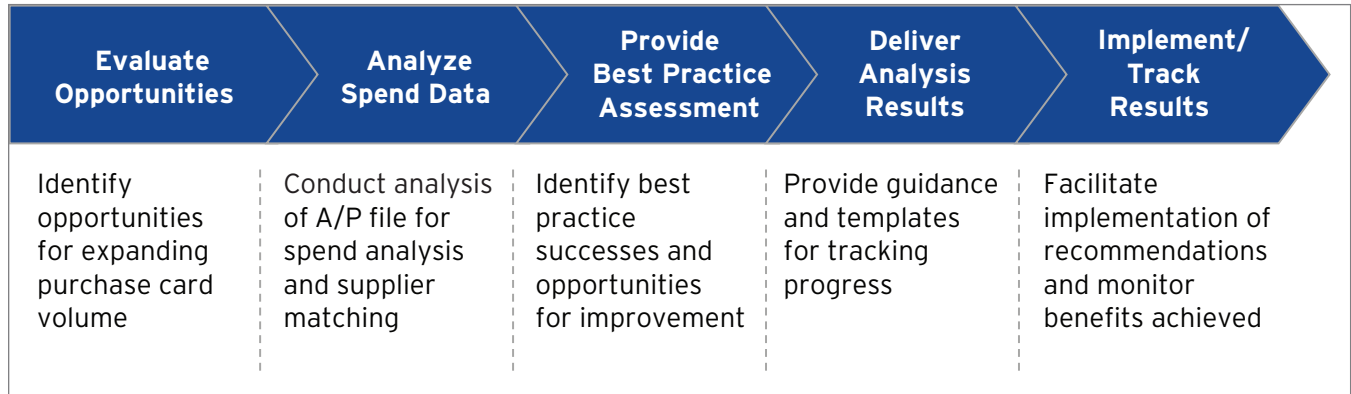 Evaluate
Opportunities
Analyze
Spend Data
Provide
Best Practice
Assessment
Deliver
Analysis
Results
Implement/
Track
Results
Identify
opportunities
for expanding
purchase card
volume
Conduct analysis
of A/P file for
spend analysis
and supplier
matching
Identify best
practice
successes and
opportunities
for improvement
Provide guidance
and templates
for tracking
progress
Facilitate
implementation of
recommendations
and monitor
benefits achieved